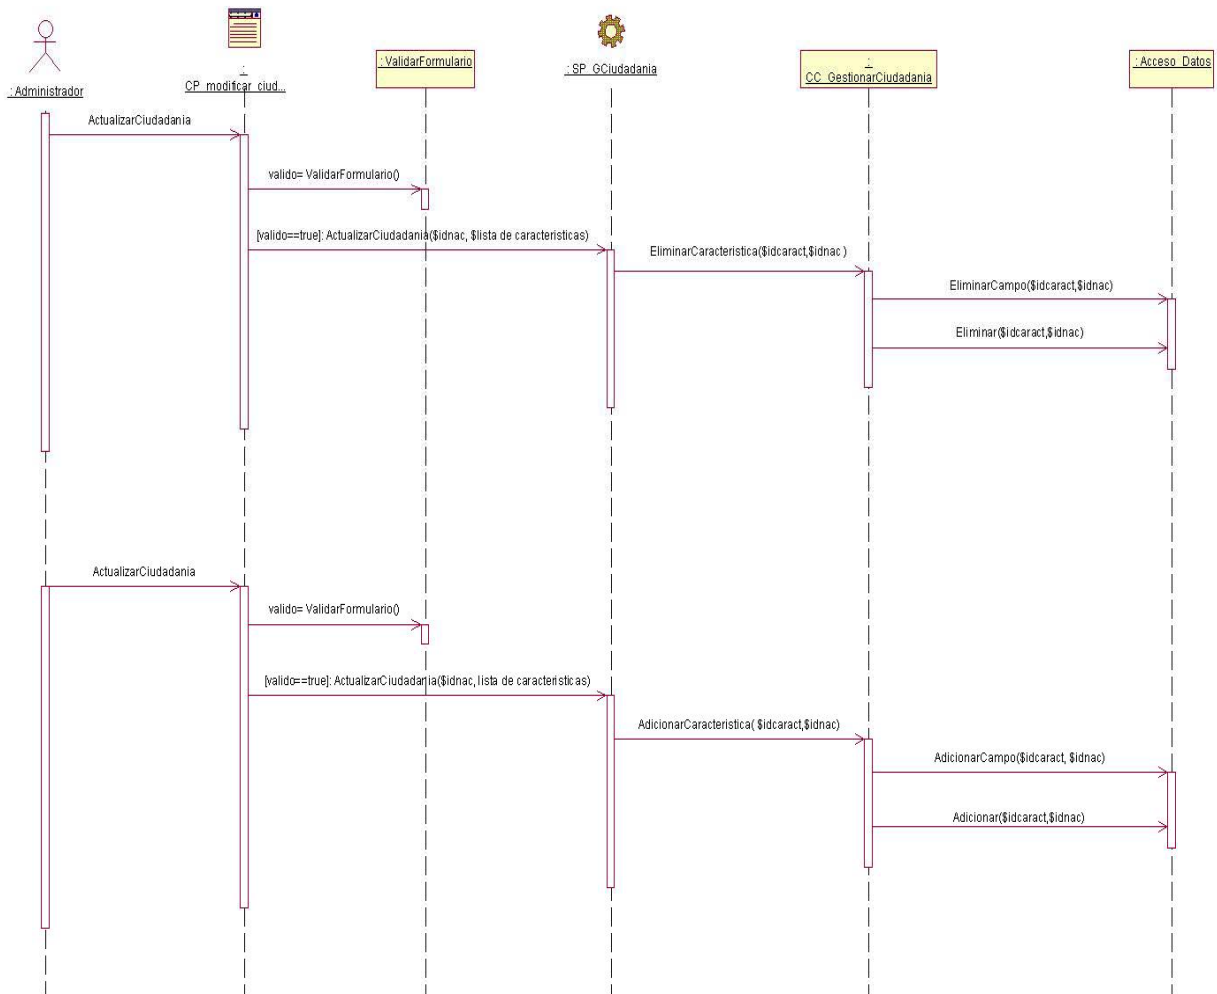 : Administrador
:
CP_modificar_ciud...
: ValidarFormulario
: SP_GCiudadania
:
CC_GestionarCiudadania
: Acceso_Datos
ActualizarCiudadania
valido= ValidarFormulario()
[valido==true]: ActualizarCiudadania($idnac, $lista de caracteristicas)
EliminarCaracteristica($idcaract,$idnac )
EliminarCampo($idcaract,$idnac)
Eliminar($idcaract,$idnac)
ActualizarCiudadania
valido= ValidarFormulario()
[valido==true]: ActualizarCiudadania($idnac, lista de caracteristicas)
AdicionarCaracteristica( $idcaract,$idnac)
AdicionarCampo($idcaract, $idnac)
Adicionar($idcaract,$idnac)